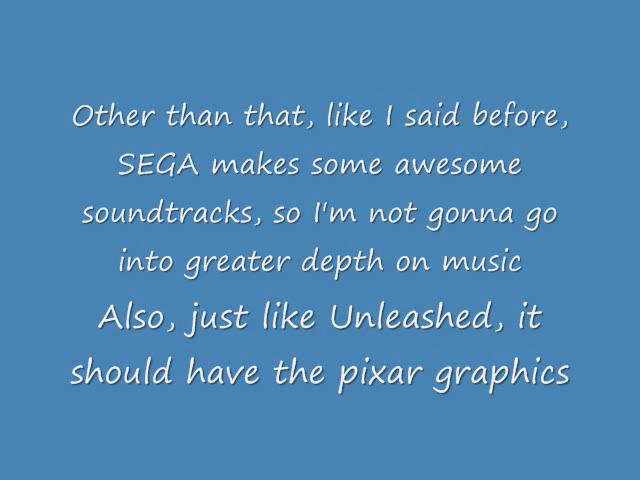 Other than that, like I said before,
SEGA makes some awesome
soundtracks, so I'm not gonna go
into greater depth on music
Also, just like Unleashed, it
should have the pixar graphics